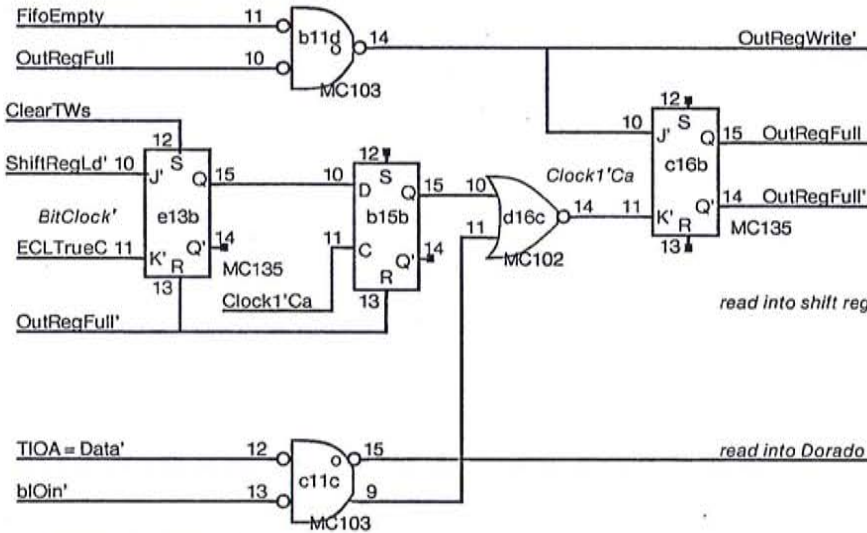 FifoEmpty 11
b11d 14 OutRegWrite'
OutRegFull 10
MC103
ClearTWs
12
12 S
10 J' Q 15 OutRegFull
c16b
ShiftRegLd' 10 J' S Q 15
12 S
10 D Q 15 10
Clock1'Ca
d16c 14 11 K' Q' 14 OutRegFull'
R
13 MC135
BitClock'
e13b
b15b
11 C Q' 14
11
MC102
ECLTrueC 11 K' Q' 14
R
13
MC135
R
13
Clock1'Ca
read into shift reg
OutRegFull'
TIOA = Data' 12
15 read into Dorado
c11c
bIOin' 13
9
MC103